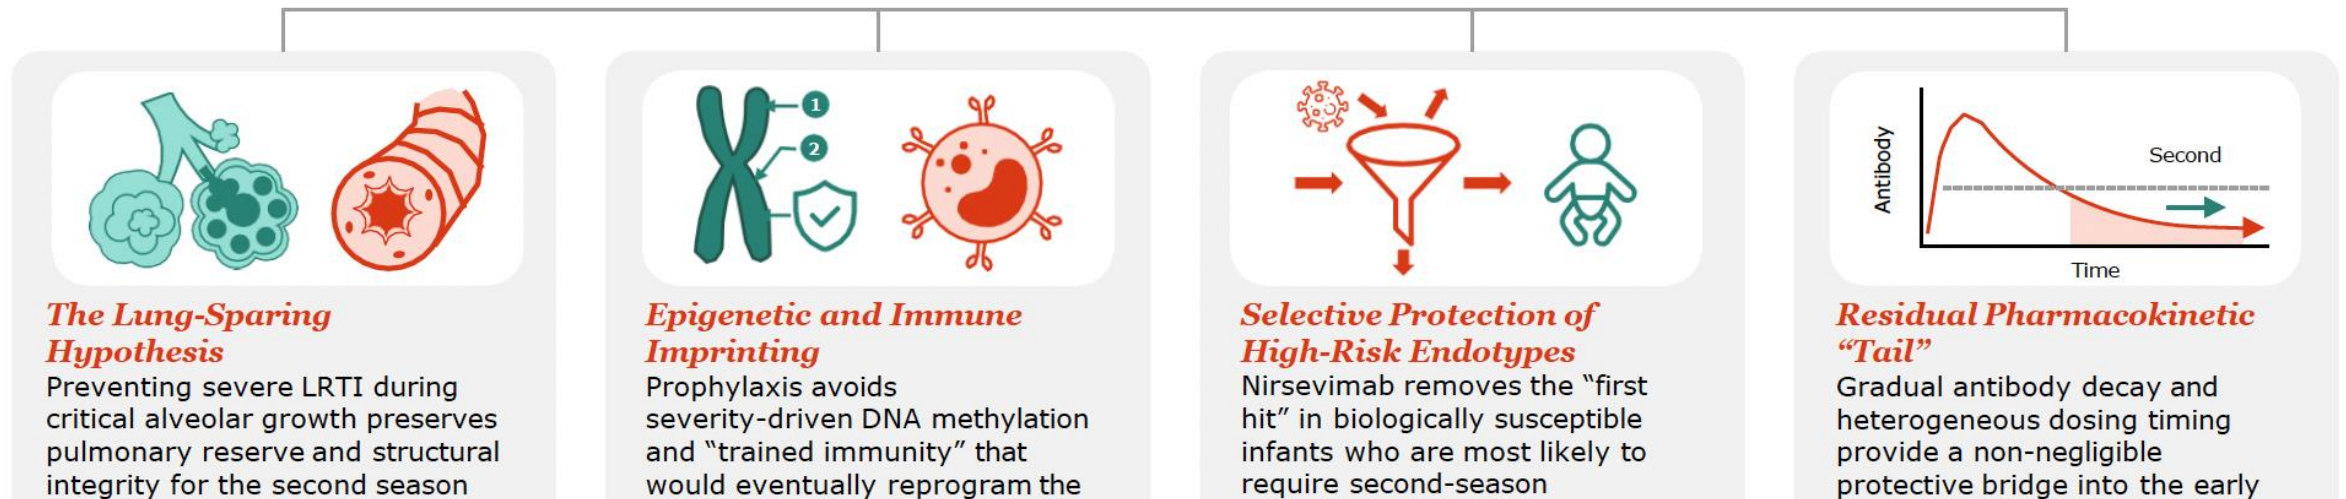 1
2
Antibody
Second
Time
The Lung-Sparing
Hypothesis
Preventing severe LRTI during
critical alveolar growth preserves
pulmonary reserve and structural
integrity for the second season
Epigenetic and Immune
Imprinting
Prophylaxis avoids
severity-driven DNA methylation
and “trained immunity” that
would eventually reprogram the
Selective Protection of
High-Risk Endotypes
Nirsevimab removes the “first
hit” in biologically susceptible
infants who are most likely to
require second-season
Residual Pharmacokinetic
“Tail”
Gradual antibody decay and
heterogeneous dosing timing
provide a non-negligible
protective bridge into the early